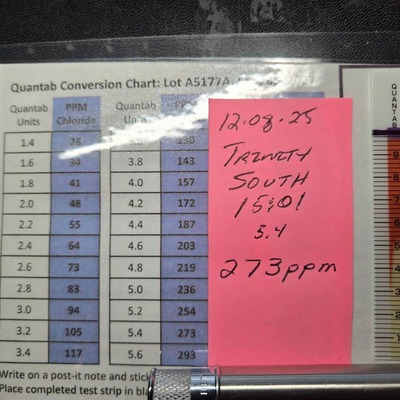 Quantab Conversion Chart: Lot A5177A
Quantab Units PPM Chloride Quantab
1.4 28
1.6 34 3.8 143
1.8 41 4.0 157
2.0 48 4.2 172
2.2 55 4.4 187
2.4 64 4.6 203
2.6 73 4.8 219
2.8 83 5.0 236
3.0 94 5.2 254
3.2 105 5.4 273
3.4 117 5.6 293
Write on a post-it note and stick
Place completed test strip in
12.08.25
TRINITY
SOUTH
15:01
5.4
273ppm
QUANTAB